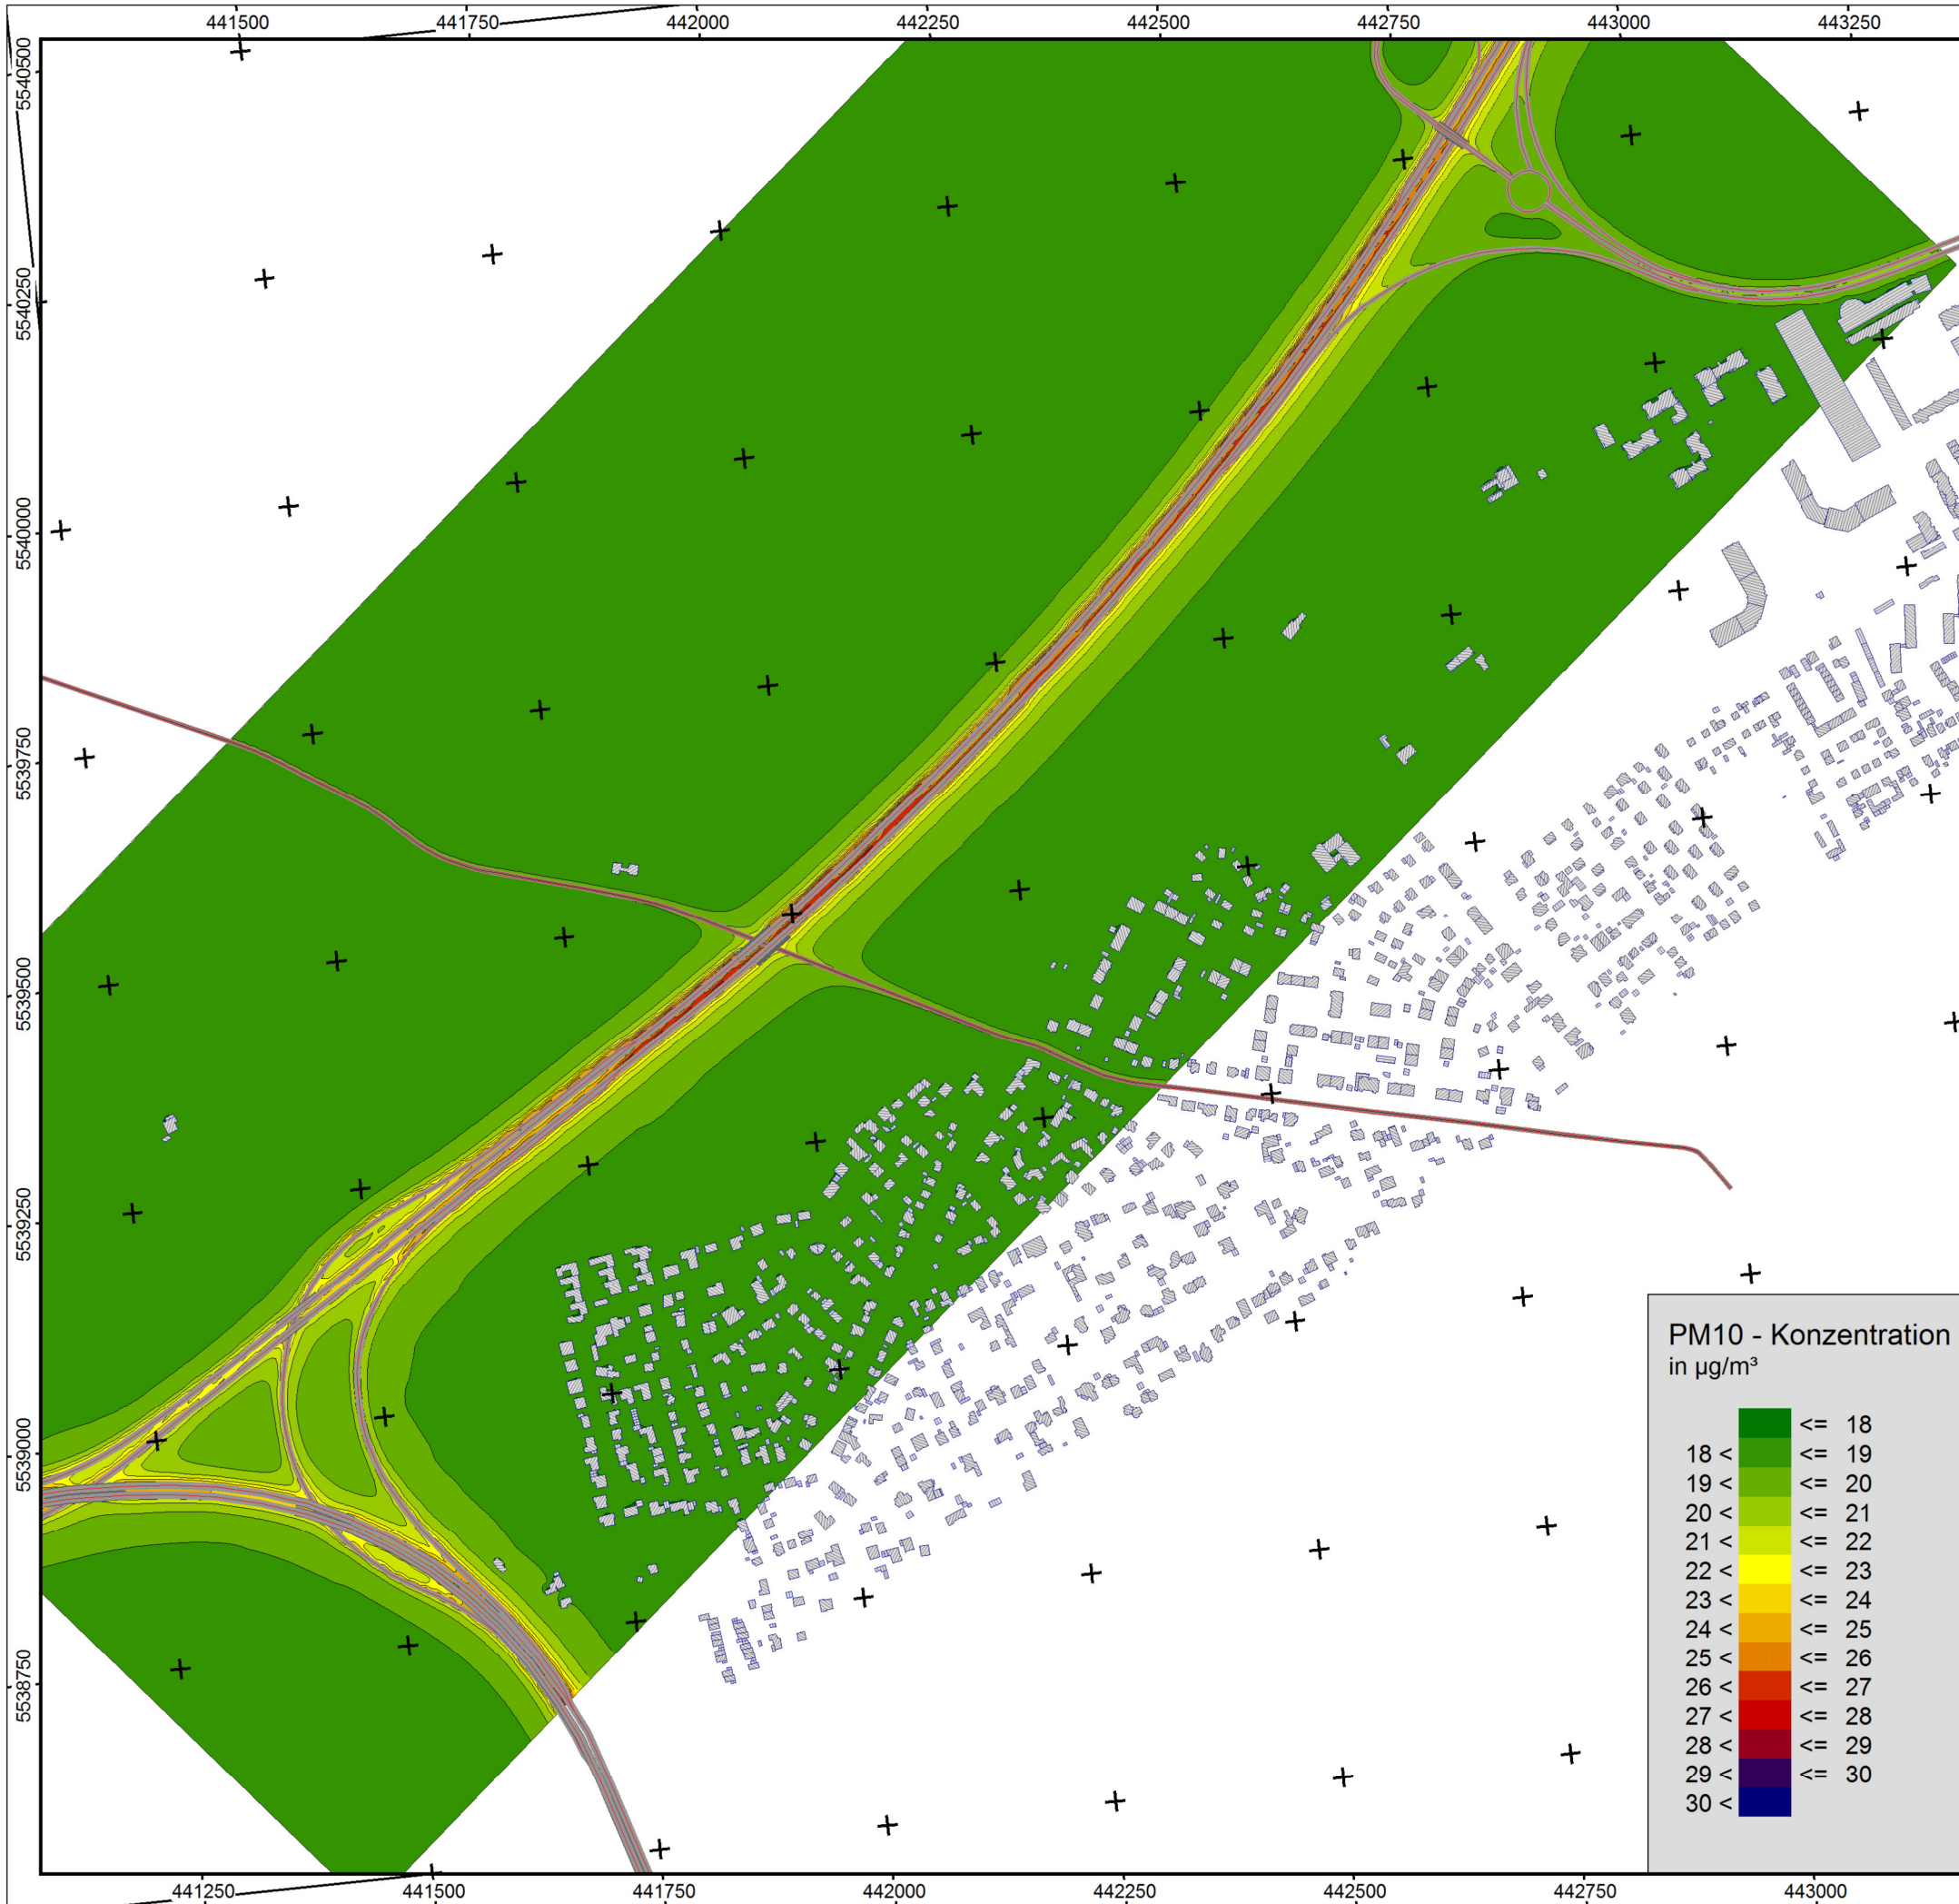 441500 441750 442000 442250 442500 442750 443000 443250
5540500
5540250
5540000
5539750
5539500
5539250
5539000
5538750
PM10 - Konzentration
in µg/m³
<= 18
18 < <= 19
19 < <= 20
20 < <= 21
21 < <= 22
22 < <= 23
23 < <= 24
24 < <= 25
25 < <= 26
26 < <= 27
27 < <= 28
28 < <= 29
29 < <= 30
30 <
441250 441500 441750 442000 442250 442500 442750 443000